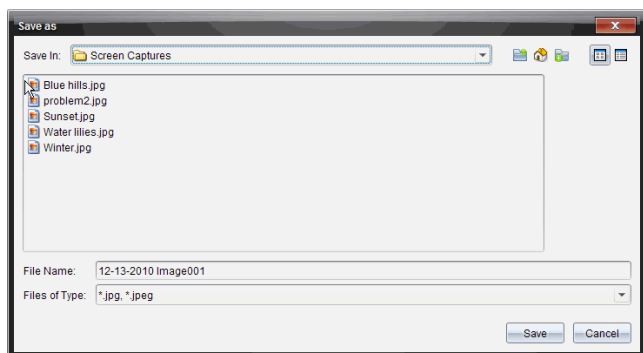 Save as
Save In: Screen Captures
Blue hills.jpg
problem2.jpg
Sunset.jpg
Water lilies.jpg
Winter.jpg
File Name: 12-13-2010 Image001
Files of Type: *.jpg, *.jpeg
Save Cancel